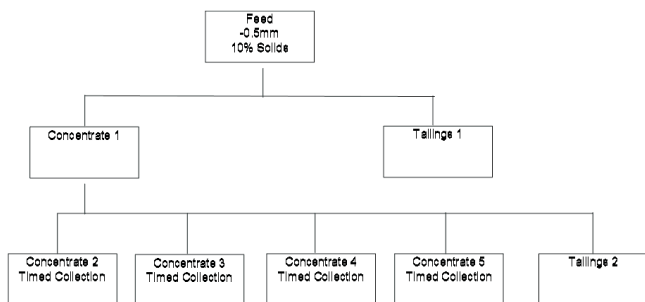 Feed
-0.5mm
10% Solids
Concentrate 1
Tailings 1
Concentrate 2
Timed Collection
Concentrate 3
Timed Collection
Concentrate 4
Timed Collection
Concentrate 5
Timed Collection
Tailings 2